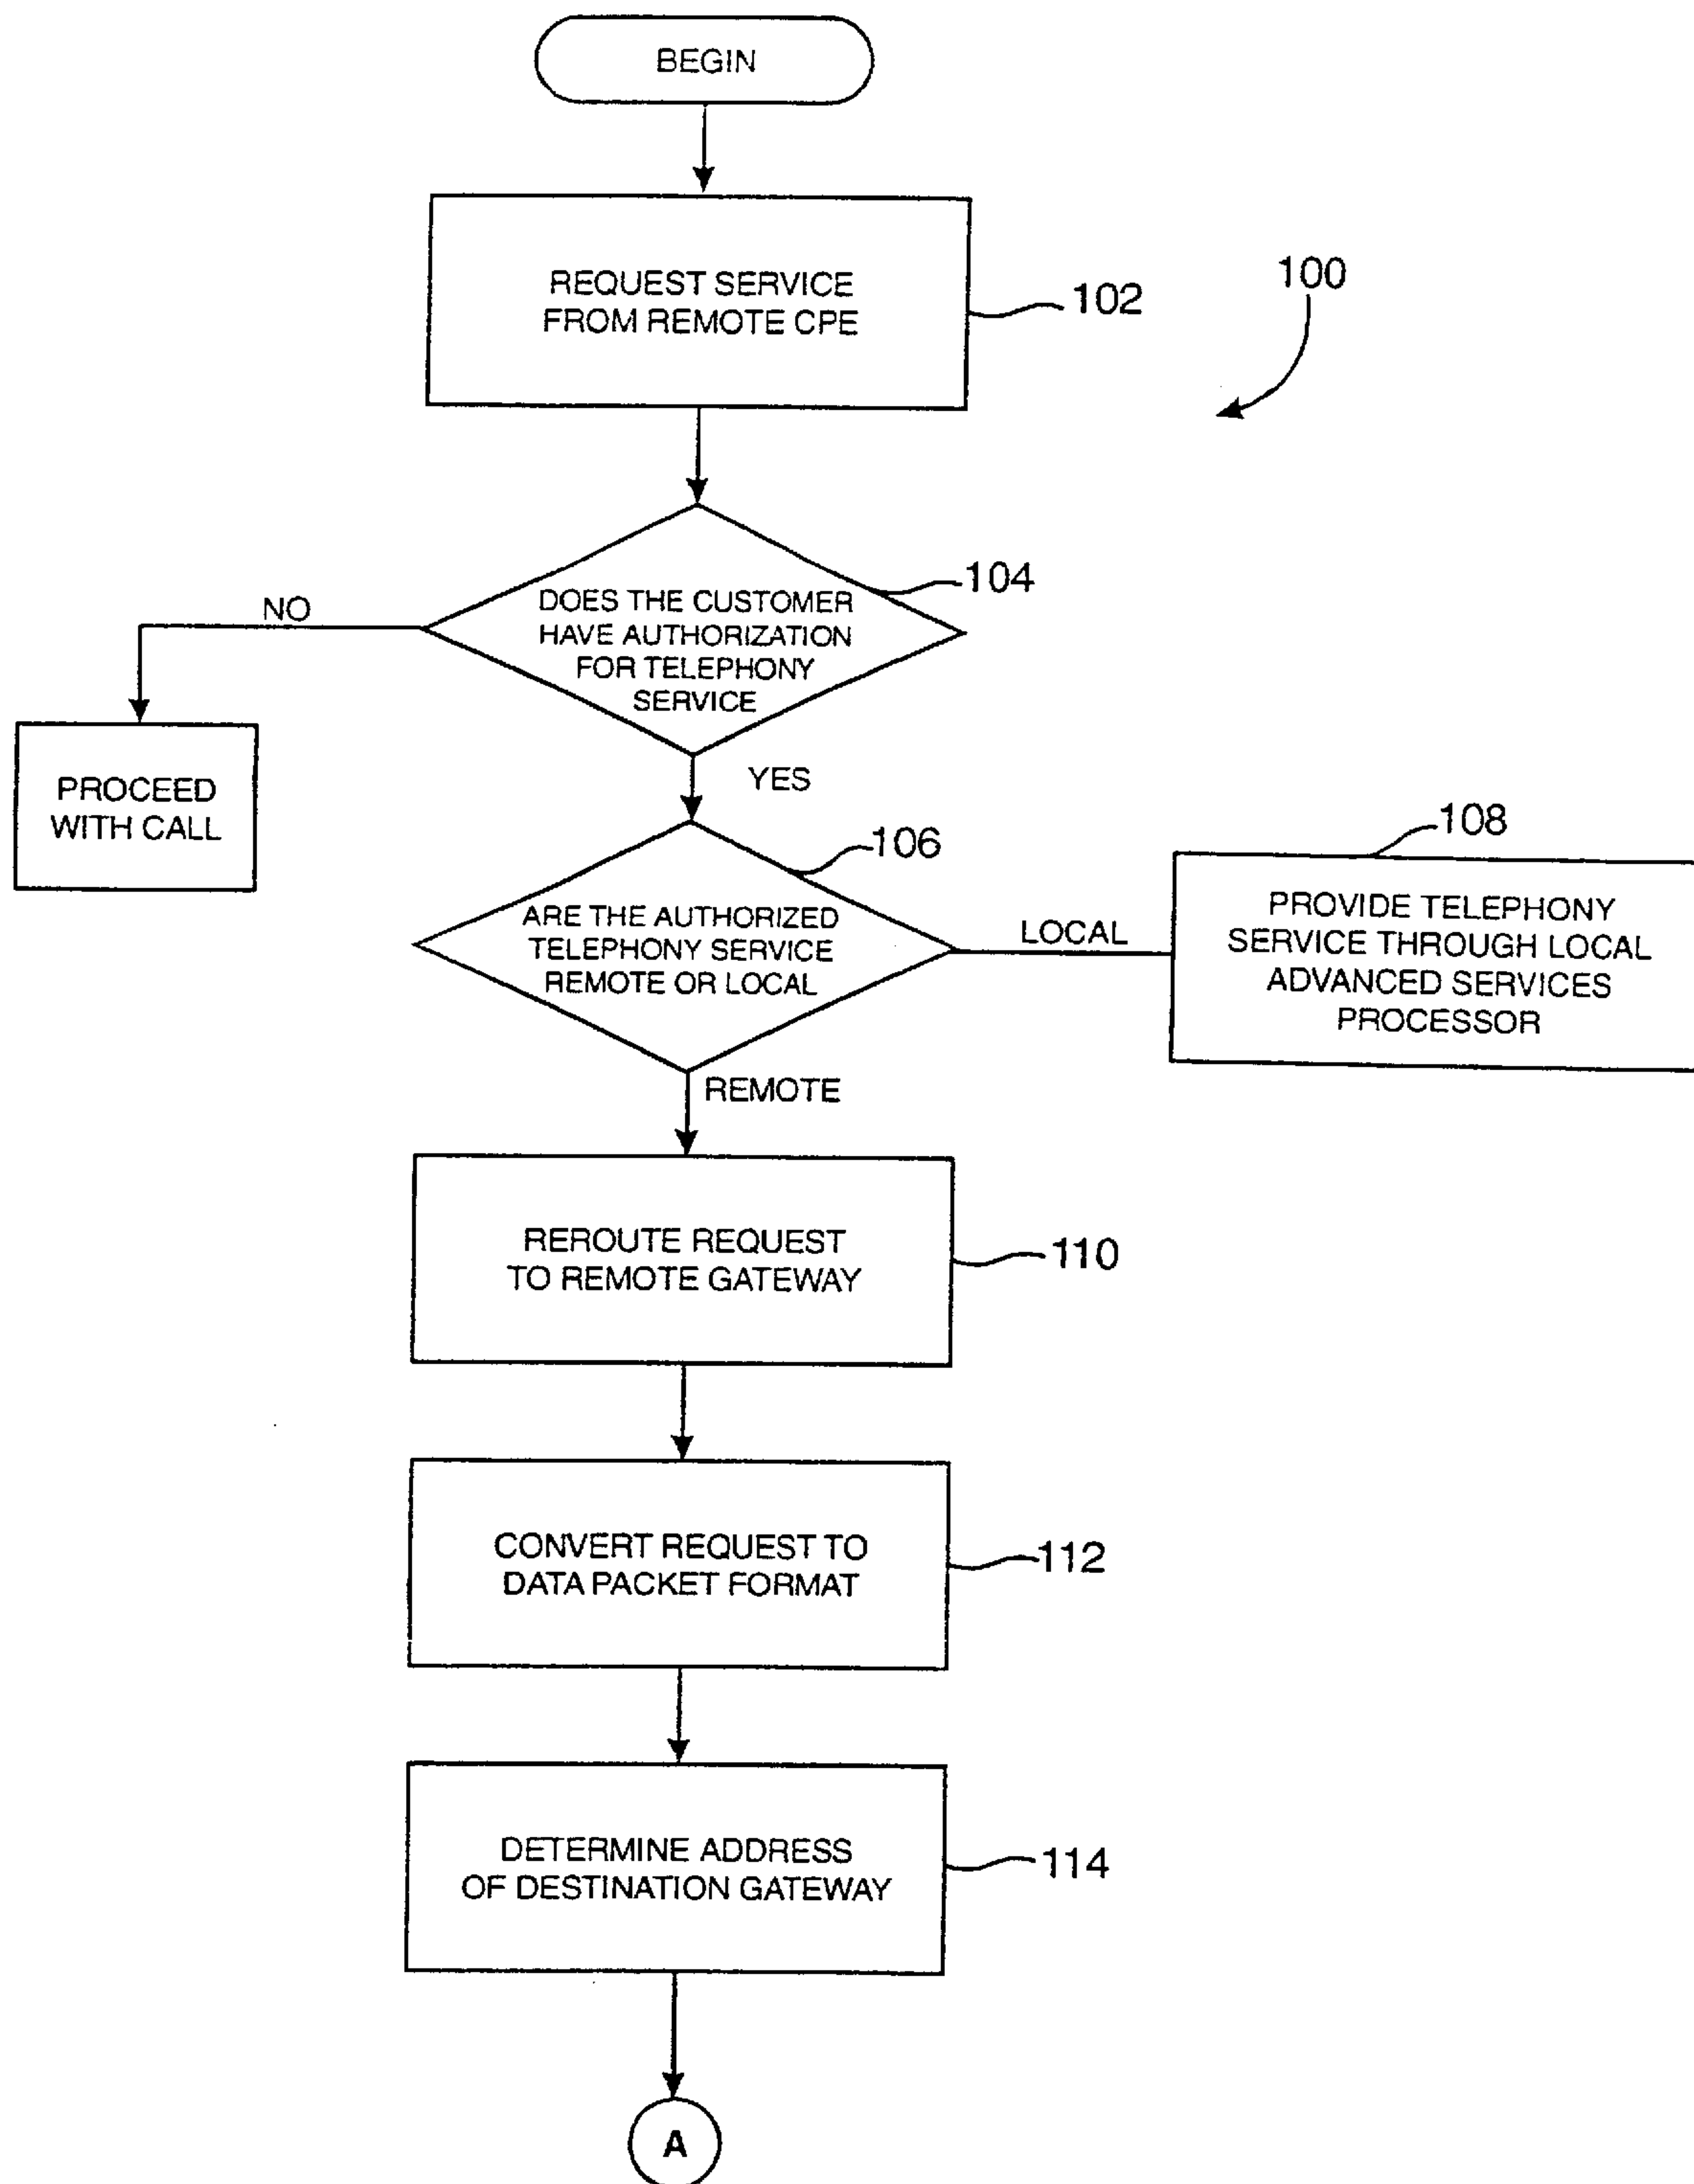 BEGIN
REQUEST SERVICE
FROM REMOTE CPE
102
100
104
DOES THE CUSTOMER
HAVE AUTHORIZATION
FOR TELEPHONY
SERVICE
NO
PROCEED
WITH CALL
YES
106
ARE THE AUTHORIZED
TELEPHONY SERVICE
REMOTE OR LOCAL
LOCAL
108
PROVIDE TELEPHONY
SERVICE THROUGH LOCAL
ADVANCED SERVICES
PROCESSOR
REMOTE
REROUTE REQUEST
TO REMOTE GATEWAY
110
CONVERT REQUEST TO
DATA PACKET FORMAT
112
DETERMINE ADDRESS
OF DESTINATION GATEWAY
114
A